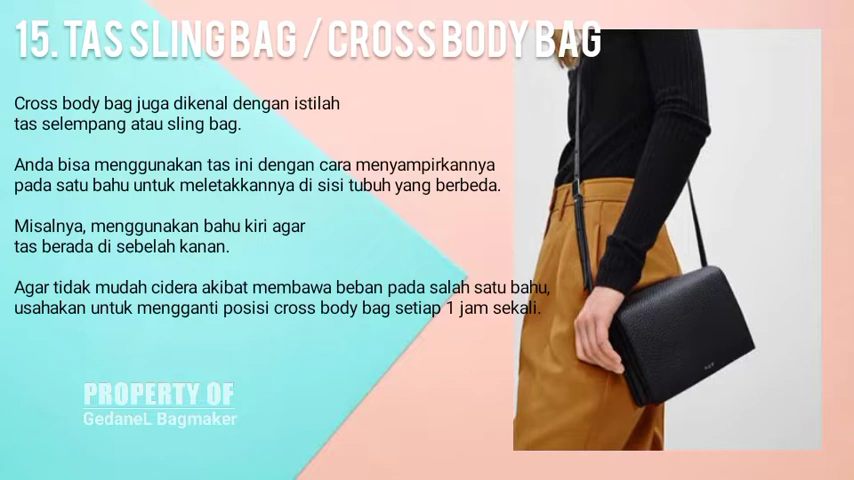 15. TAS SLING BAG / CROSS BODY BAG
Cross body bag juga dikenal dengan istilah
tas selempang atau sling bag.
Anda bisa menggunakan tas ini dengan cara menyampirkannya
pada satu bahu untuk meletakkannya di sisi tubuh yang berbeda.
Misalnya, menggunakan bahu kiri agar
tas berada di sebelah kanan.
Agar tidak mudah cidera akibat membawa beban pada salah satu bahu,
usahakan untuk mengganti posisi cross body bag setiap 1 jam sekali.
PROPERTY OF
GedaneL Bagmaker